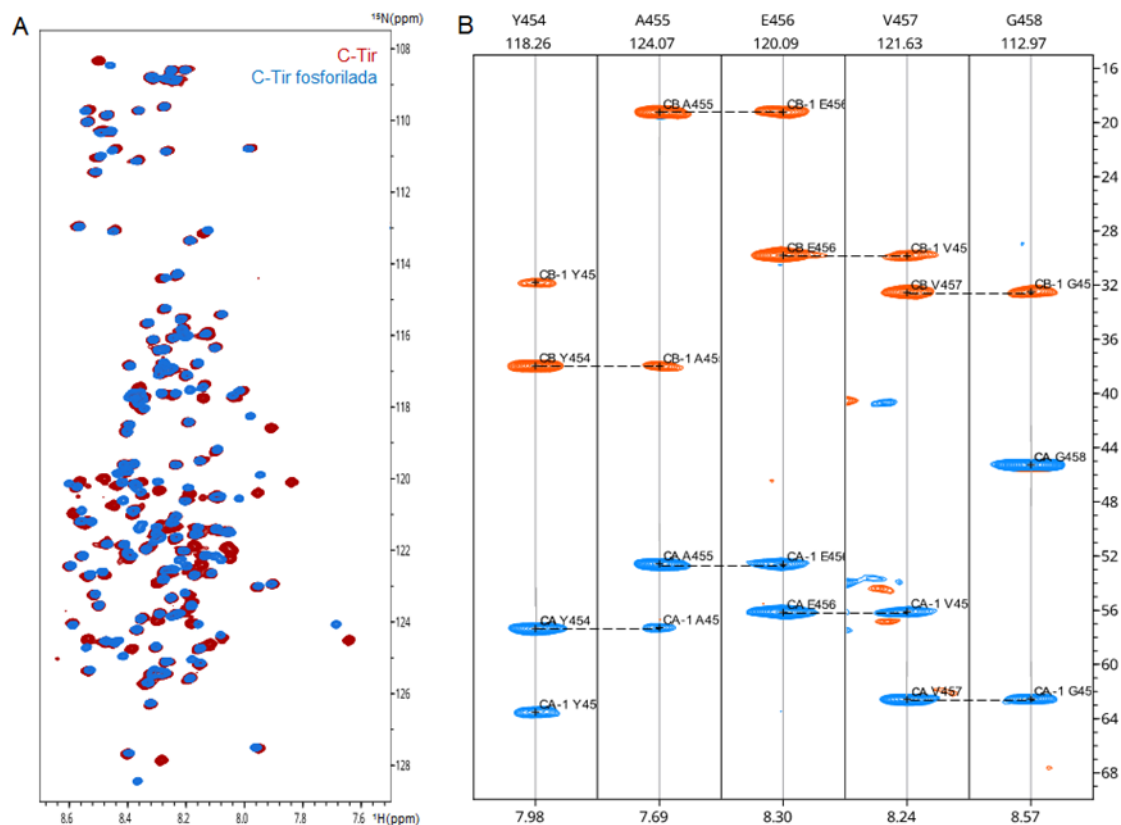 A
¹⁵N(ppm)
C-Tir
C-Tir fosforilada
108
110
112
114
116
118
120
122
124
126
128
8.6
8.4
8.2
8.0
7.8
7.6
¹H(ppm)
B
Y454 A455 E456 V457 G458
118.26 124.07 120.09 121.63 112.97
CB A455 CB-1 E456
CB E456 CB-1 V45
CB-1 Y45
CB V457 CB-1 G45
CB Y454 CB-1 A45
CA G458
CA A455 CA-1 E456
CA E456 CA-1 V45
CA Y454 CA-1 A45
CA V457 CA-1 G45
CA-1 Y45
16
20
24
28
32
36
40
44
48
52
56
60
64
68
7.98 7.69 8.30 8.24 8.57